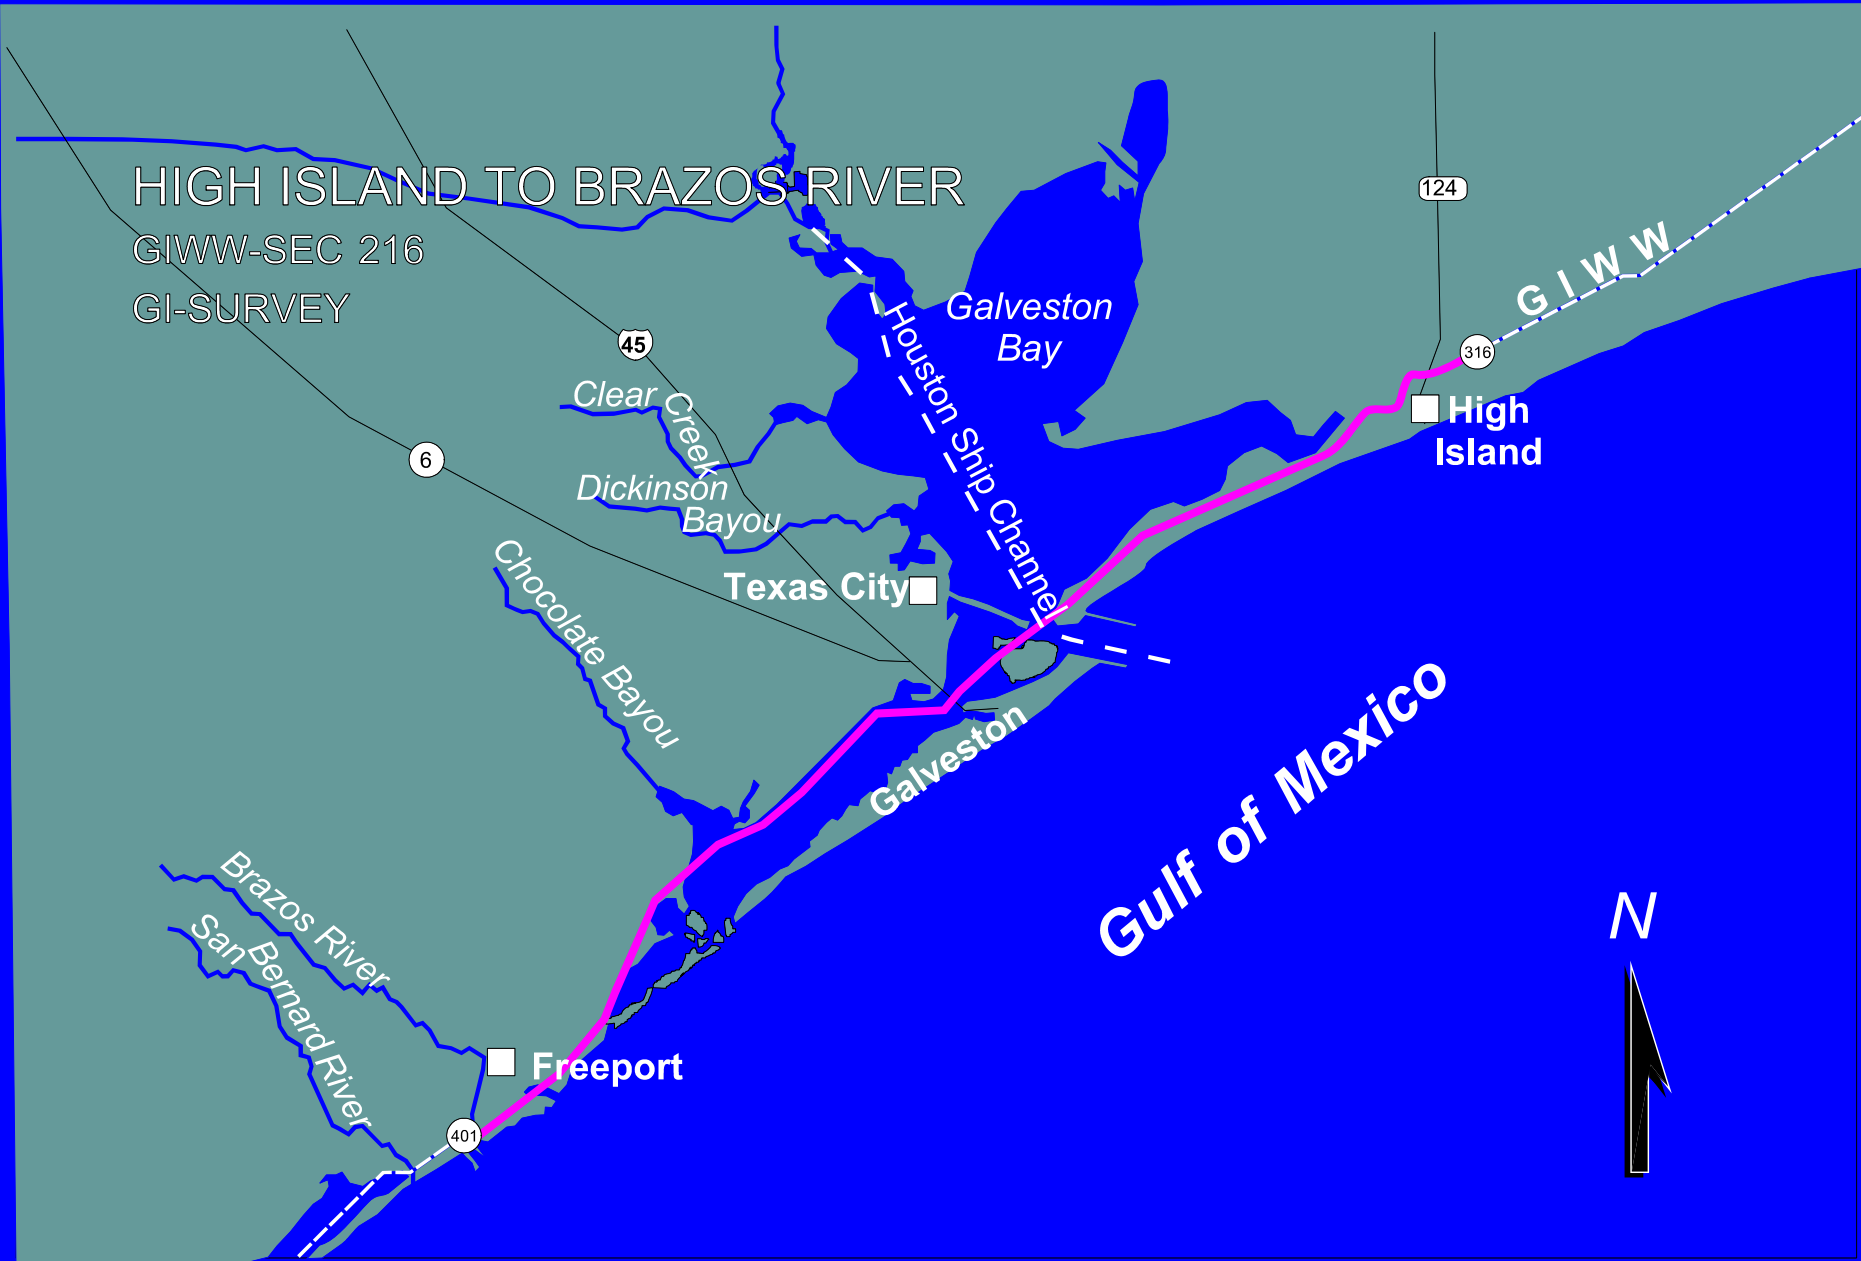 HIGH ISLAND TO BRAZOS RIVER
GIWW-SEC 216
GI-SURVEY
124
G I W W
316
High
Island
Galveston
Bay
Houston Ship Channel
45
Clear Creek
6
Dickinson
Bayou
Texas City
Chocolate Bayou
Galveston
Gulf of Mexico
Brazos River
San Bernard River
Freeport
401
N